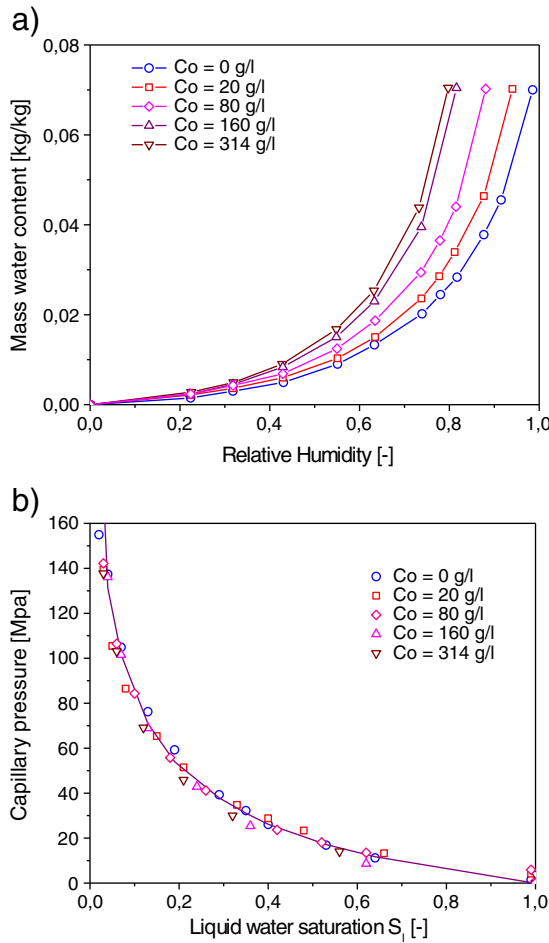 a)
0,08
0,06
0,04
0,02
0,00
Mass water content [kg/kg]
Co = 0 g/l
Co = 20 g/l
Co = 80 g/l
Co = 160 g/l
Co = 314 g/l
0,0 0,2 0,4 0,6 0,8 1,0
Relative Humidity [-]
b)
160
140
120
100
80
60
40
20
0
Capillary pressure [Mpa]
Co = 0 g/l
Co = 20 g/l
Co = 80 g/l
Co = 160 g/l
Co = 314 g/l
0,0 0,2 0,4 0,6 0,8 1,0
Liquid water saturation S_l [-]